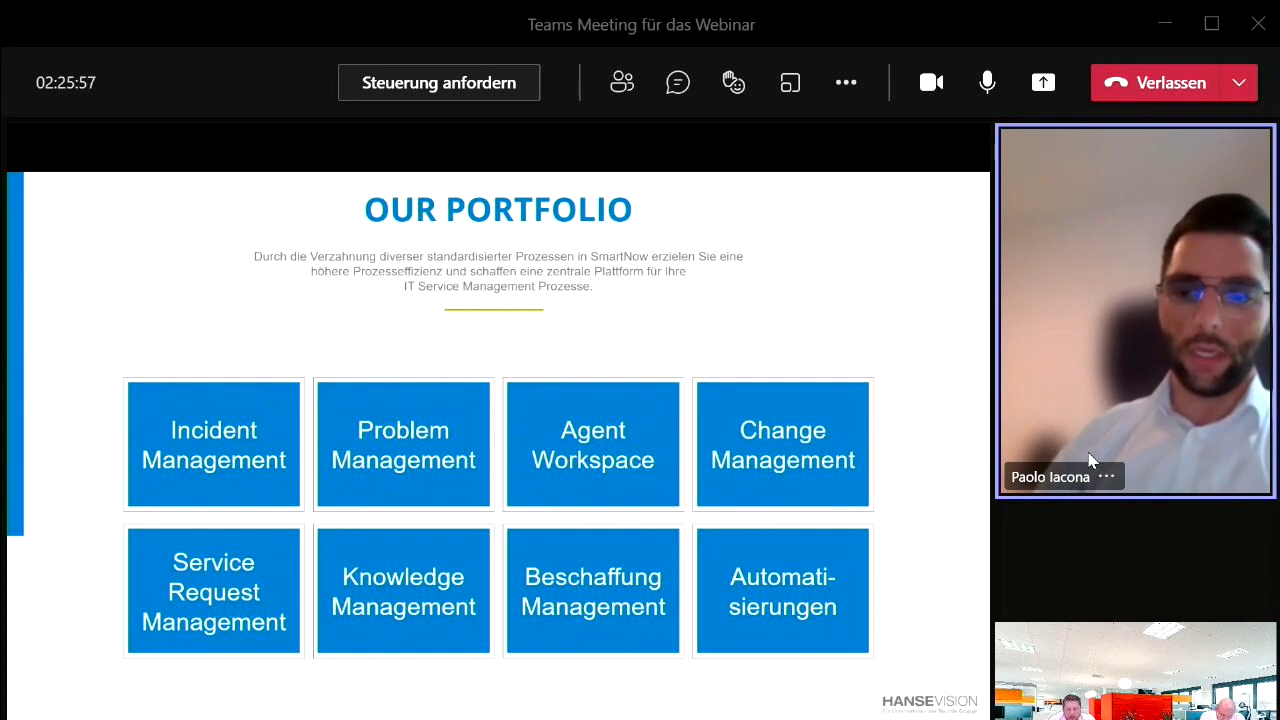 Teams Meeting für das Webinar
02:25:57
Steuerung anfordern
Verlassen
OUR PORTFOLIO
Durch die Verzahnung diverser standardisierter Prozessen in SmartNow erzielen Sie eine
höhere Prozesseffizienz und schaffen eine zentrale Plattform für Ihre
IT Service Management Prozesse.
Incident
Management
Problem
Management
Agent
Workspace
Change
Management
Service
Request
Management
Knowledge
Management
Beschaffung
Management
Automati-
sierungen
Paolo Iacona
HANSEVISION